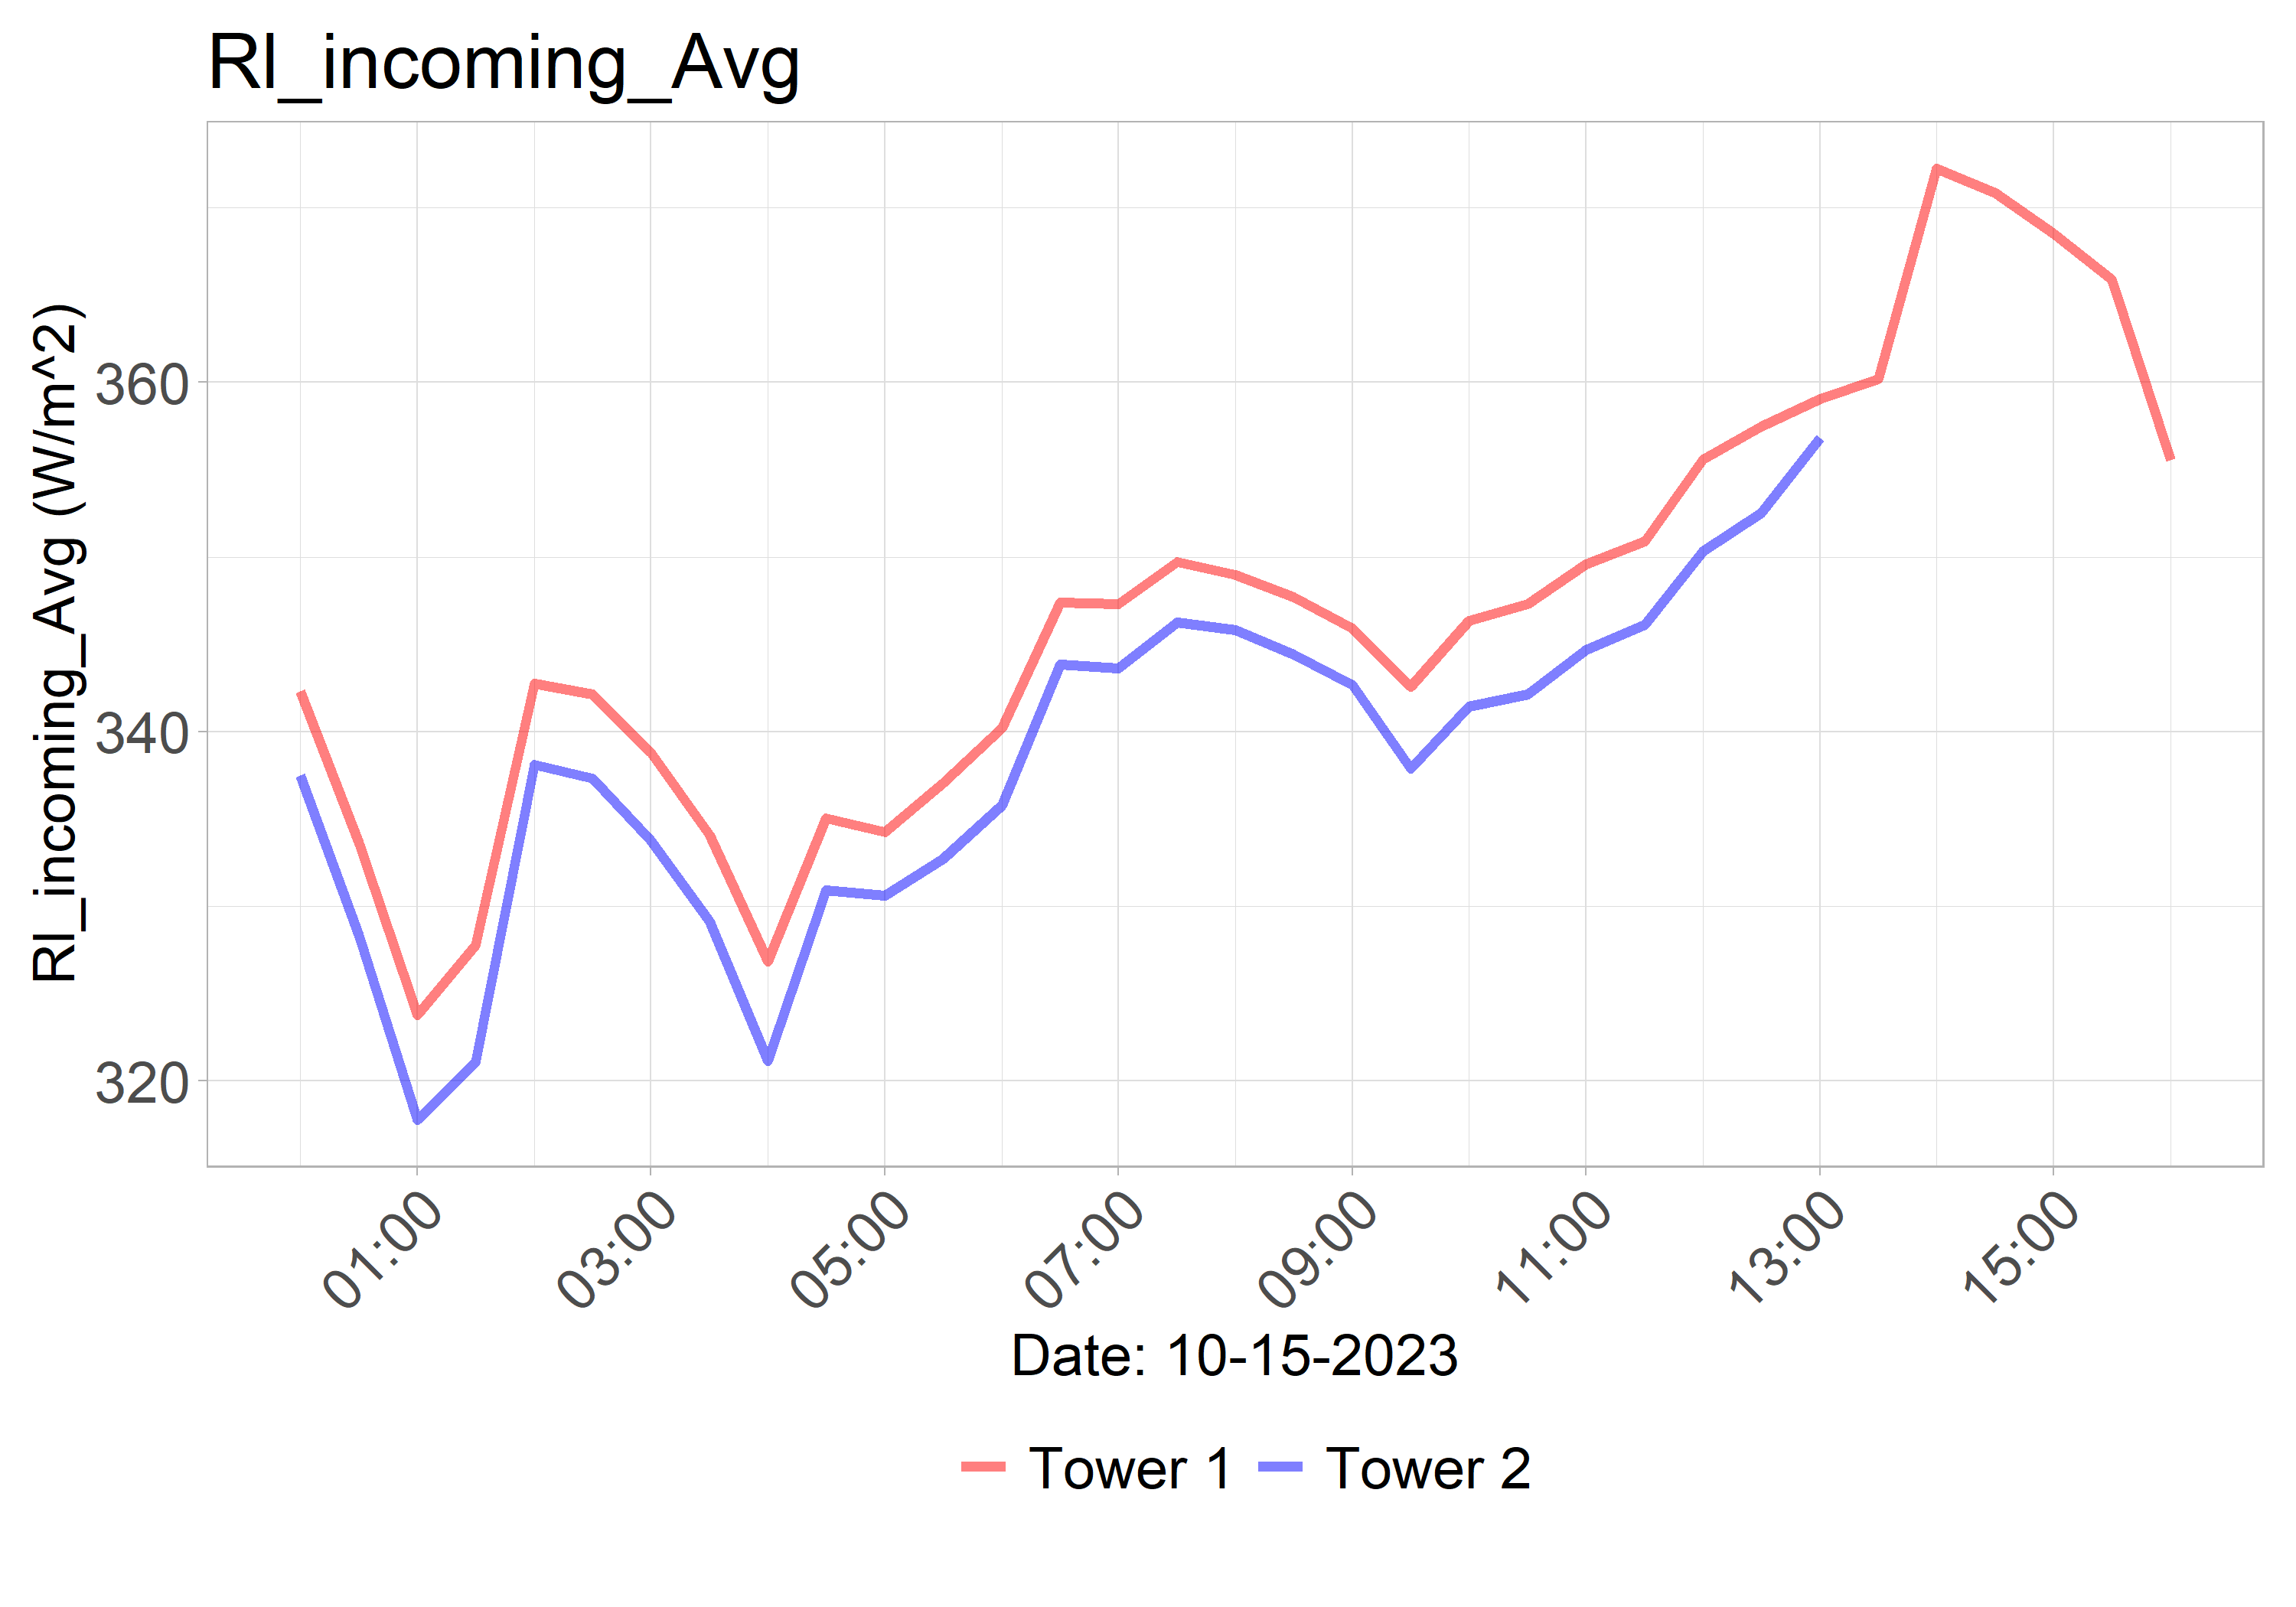 Rl_incoming_Avg
Rl_incoming_Avg (W/m^2)
360
340
320
01:00
03:00
05:00
07:00
09:00
11:00
13:00
15:00
Date: 10-15-2023
Tower 1
Tower 2